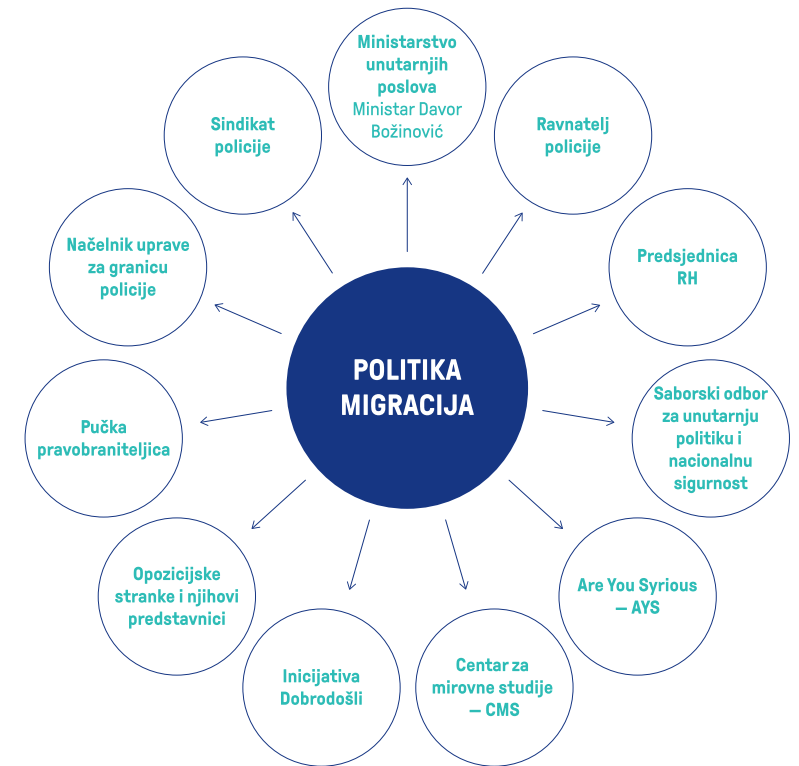 Ministarstvo
unutarnjih
poslova
Ministar Davor
Božinović
Sindikat
policije
Ravnatelj
policije
Načelnik uprave
za granicu
policije
Predsjednica
RH
POLITIKA
MIGRACIJA
Pučka
pravobraniteljica
Saborski odbor
za unutarnju
politiku i
nacionalnu
sigurnost
Opozicijske
stranke i njihovi
predstavnici
Are You Syrious
— AYS
Inicijativa
Dobrodošli
Centar za
mirovne studije
— CMS